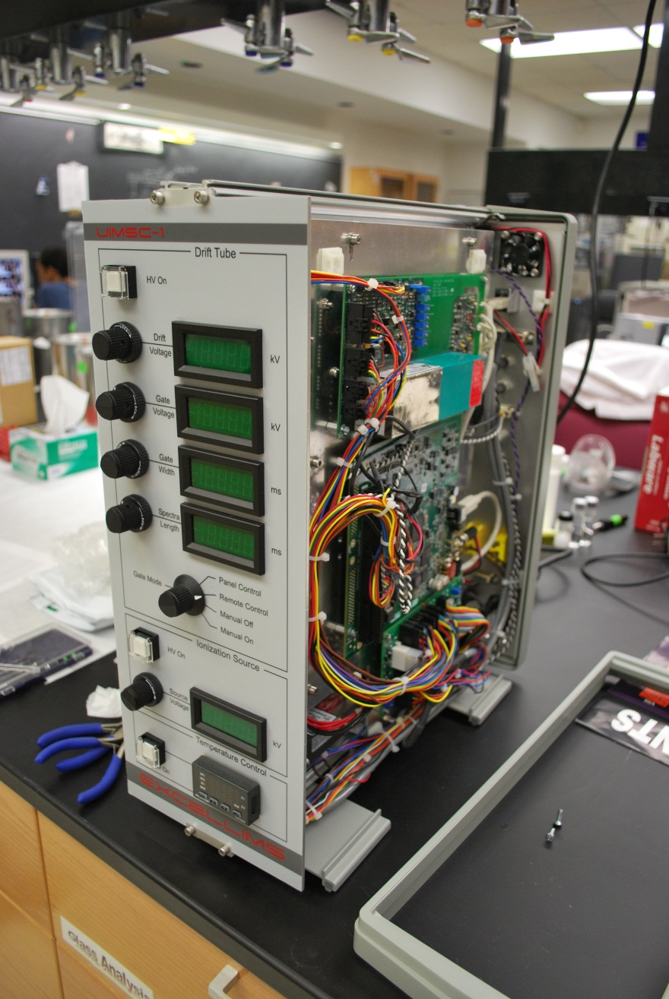 UIMSC-1
Drift Tube
HV On
Drift
Voltage
kV
Gate
Voltage
kV
Gate
Width
ms
Spectra
Length
ms
Gate Mode
Panel Control
Remote Control
Manual Off
Manual On
Ionization Source
HV On
Source
Voltage
kV
Temperature Control
On
EXCELLIMS
Glass Analysis
Labware
NTS